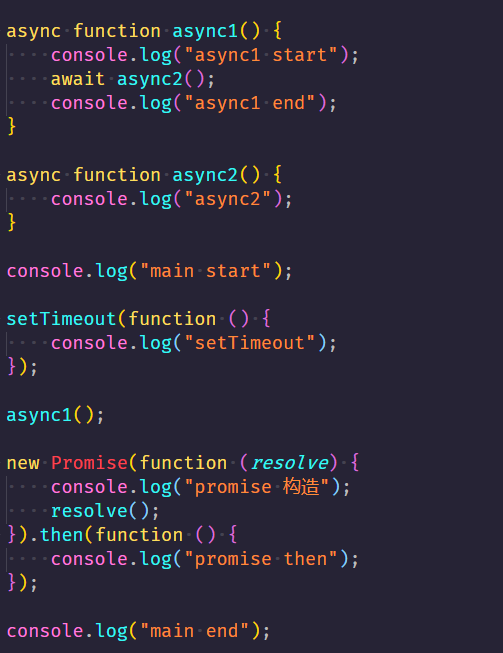 async function async1() {
    console.log("async1 start");
    await async2();
    console.log("async1 end");
}

async function async2() {
    console.log("async2");
}

console.log("main start");

setTimeout(function () {
    console.log("setTimeout");
});

async1();

new Promise(function (resolve) {
    console.log("promise 构造");
    resolve();
}).then(function () {
    console.log("promise then");
});

console.log("main end");